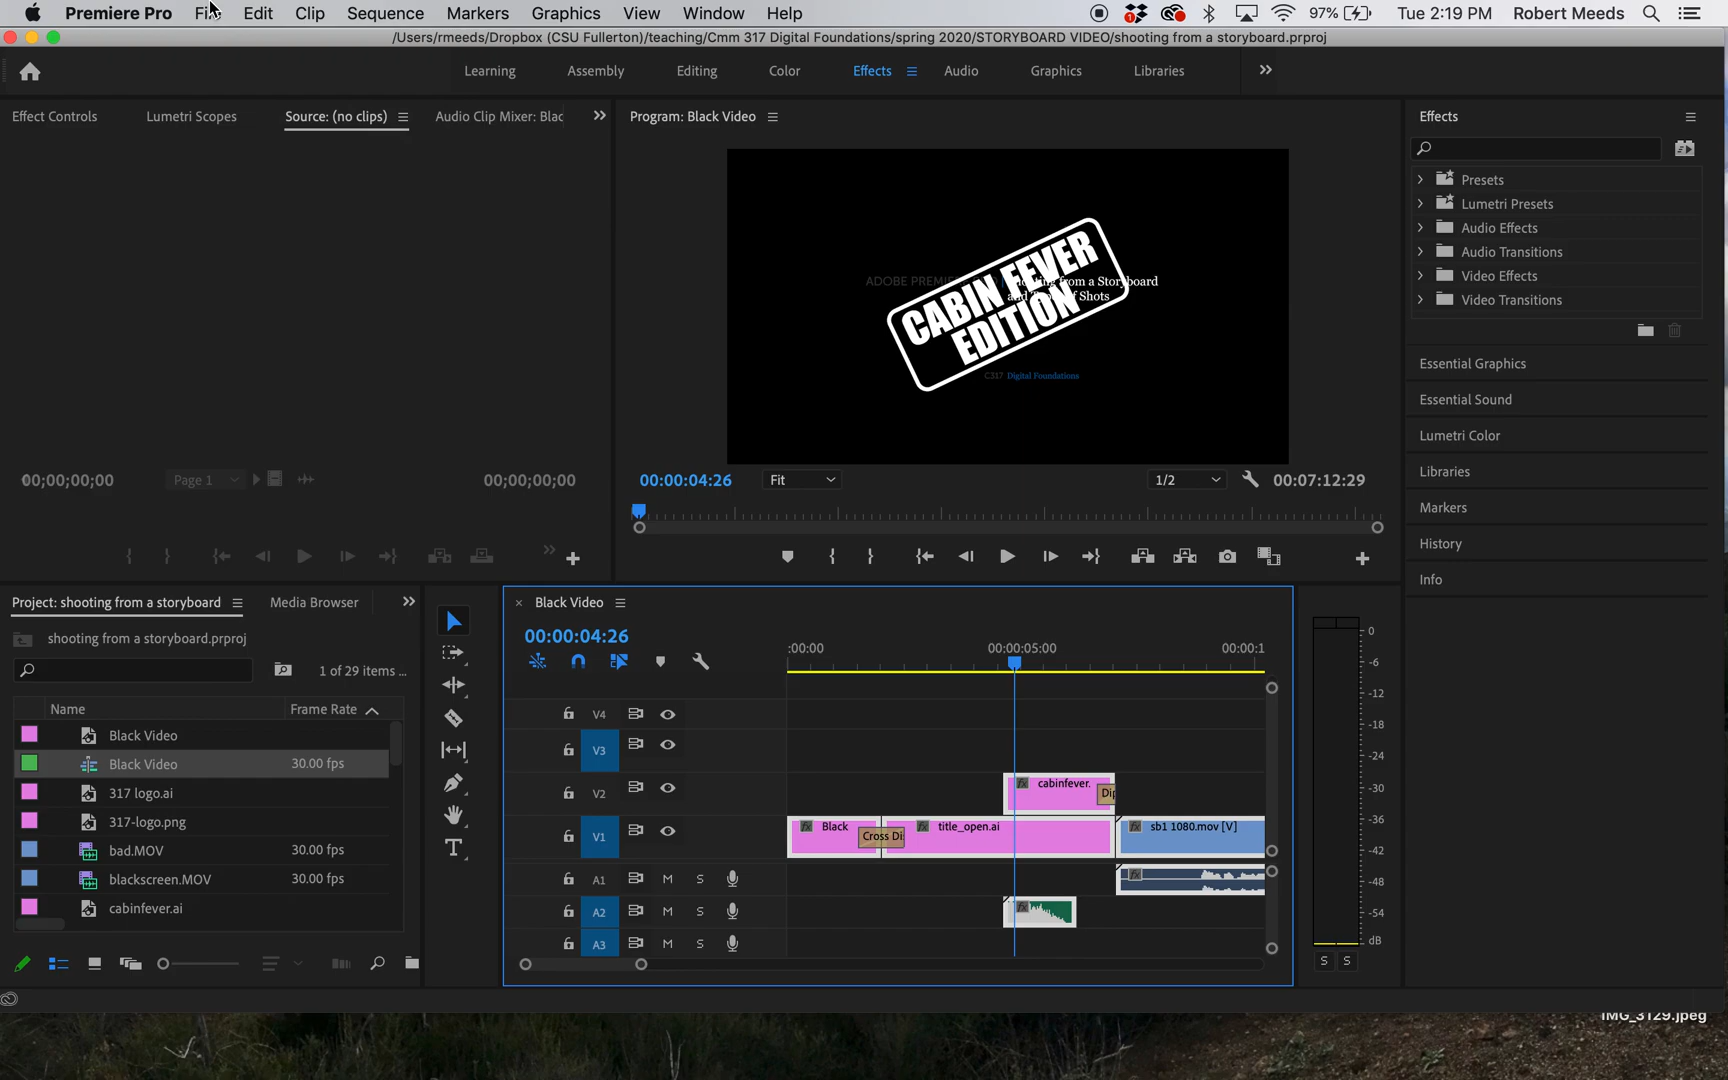 Premiere Pro Edit Clip Sequence Markers Graphics View Window Help 1 97% Tue 2:19 PM Robert Meeds
/Users/rmeeds/Dropbox (CSU Fullerton)/teaching/Cmm 317 Digital Foundations/spring 2020/STORYBOARD VIDEO/shooting from a storyboard.prproj
Learning Assembly Editing Color Effects Audio Graphics Libraries
Effect Controls Lumetri Scopes Source: (no clips) Audio Clip Mixer: Blac Program: Black Video Effects
Presets
Lumetri Presets
Audio Effects
Audio Transitions
Video Effects
Video Transitions
CABIN FEVER
EDITION
Shooting from a Storyboard
C317 Digital Foundations
Essential Graphics
Essential Sound
Lumetri Color
Libraries
Markers
History
Info
00;00;00;00 Page 1 00;00;00;00 00:00:04:26 Fit 1/2 00:07:12:29
Project: shooting from a storyboard Media Browser
shooting from a storyboard.prproj
1 of 29 items ...
Name Frame Rate
Black Video
Black Video 30.00 fps
317 logo.ai
317-logo.png
bad.MOV 30.00 fps
blackscreen.MOV 30.00 fps
cabinfever.ai
Black Video
00:00:04:26
:00:00 00:00:05:00 00:00:1
V4
V3
V2 cabinfever. Dip
V1 Black Cross Di title_open.ai sb1 1080.mov [V]
A1 M S
A2 M S
A3 M S
0
-6
-12
-18
-24
-30
-36
-42
-48
-54
dB
S S
IMG_3129.jpeg